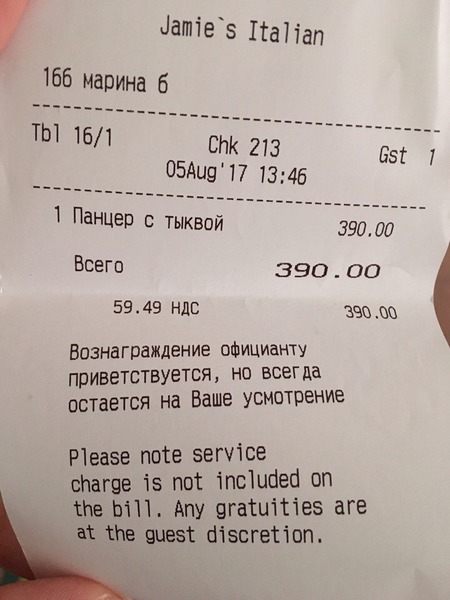 Jamie`s Italian
166 марина б
Tbl 16/1 Chk 213 Gst 1
05Aug'17 13:46
1 Панцер с тыквой 390.00
Всего 390.00
59.49 НДС 390.00
Вознаграждение официанту
приветствуется, но всегда
остается на Ваше усмотрение
Please note service
charge is not included on
the bill. Any gratuities are
at the guest discretion.